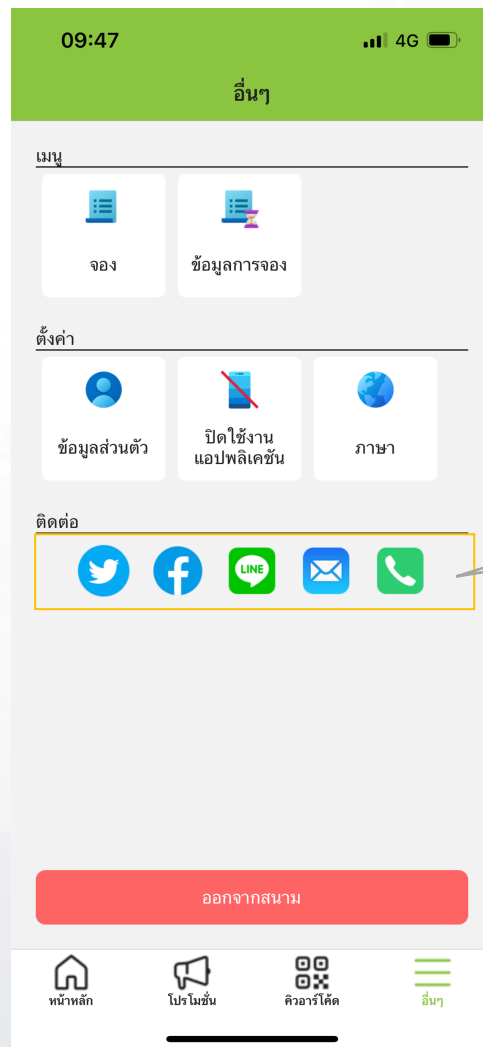 09:47
4G
อื่นๆ
เมนู
จอง
ข้อมูลการจอง
ตั้งค่า
ข้อมูลส่วนตัว
ปิดใช้งาน
แอปพลิเคชัน
ภาษา
ติดต่อ
LINE
ออกจากสนาม
หน้าหลัก
โปรโมชั่น
คิวอาร์โค้ด
อื่นๆ